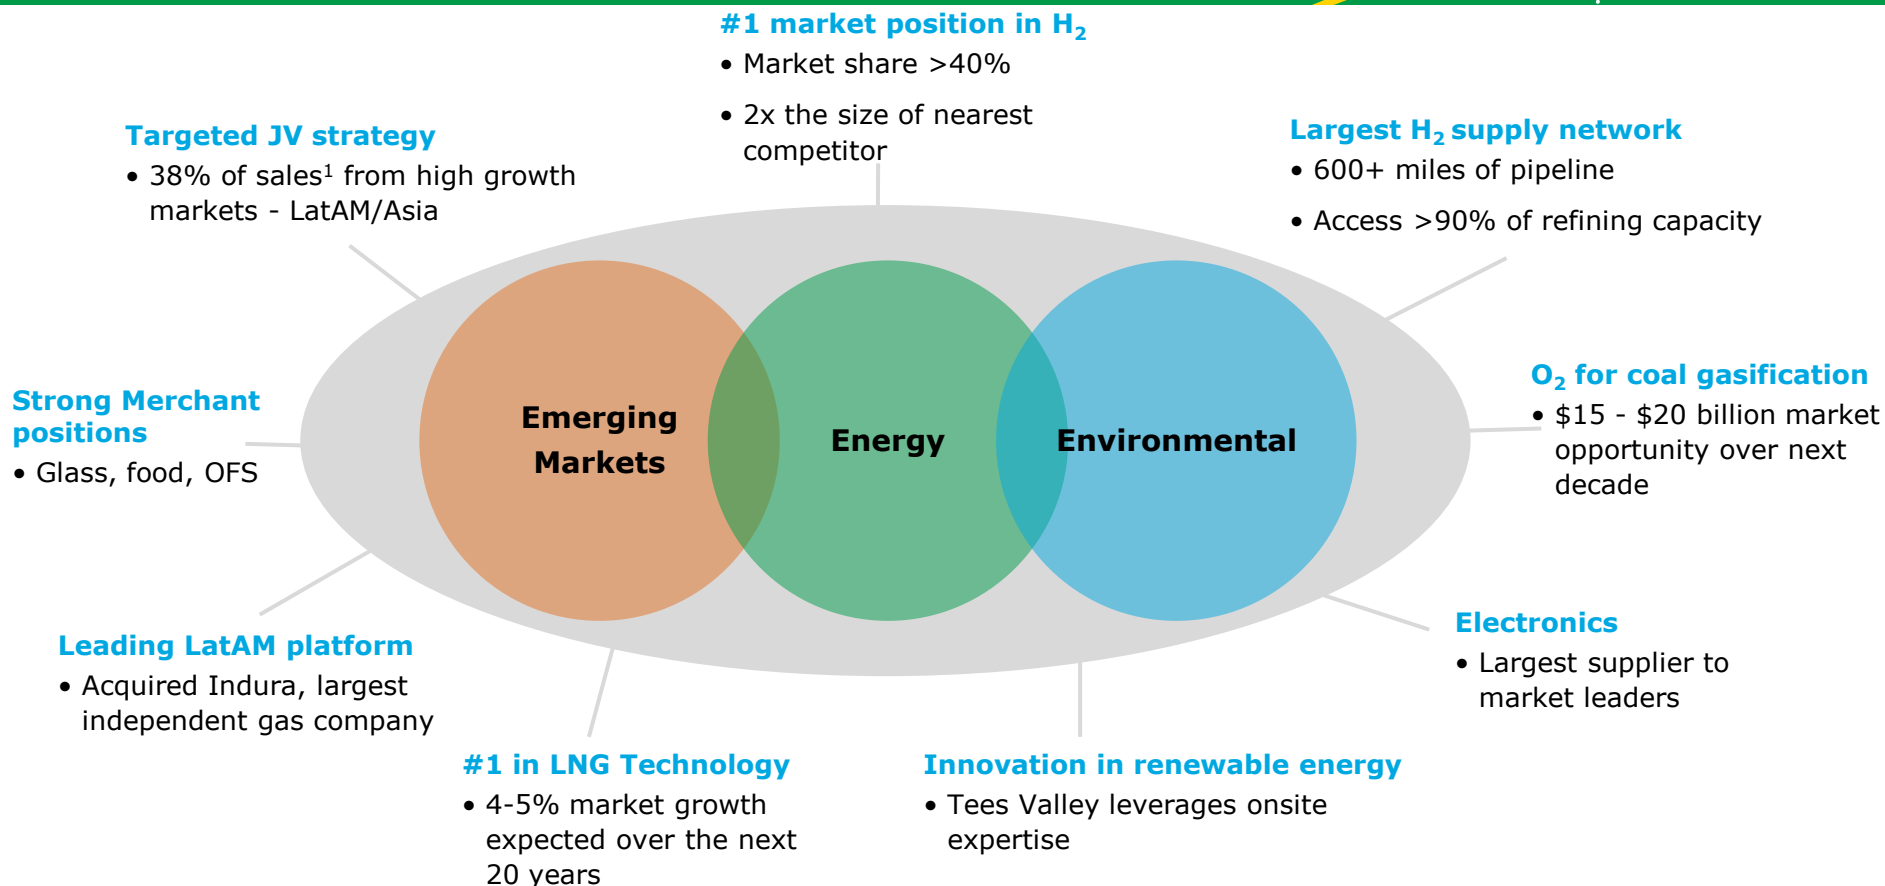 #1 market position in H₂
• Market share >40%
• 2x the size of nearest
competitor
Targeted JV strategy
• 38% of sales¹ from high growth
markets - LatAM/Asia
Largest H₂ supply network
• 600+ miles of pipeline
• Access >90% of refining capacity
Strong Merchant
positions
• Glass, food, OFS
Emerging
Markets
Energy
Environmental
O₂ for coal gasification
• $15 - $20 billion market
opportunity over next
decade
Leading LatAM platform
• Acquired Indura, largest
independent gas company
Electronics
• Largest supplier to
market leaders
#1 in LNG Technology
• 4-5% market growth
expected over the next
20 years
Innovation in renewable energy
• Tees Valley leverages onsite
expertise